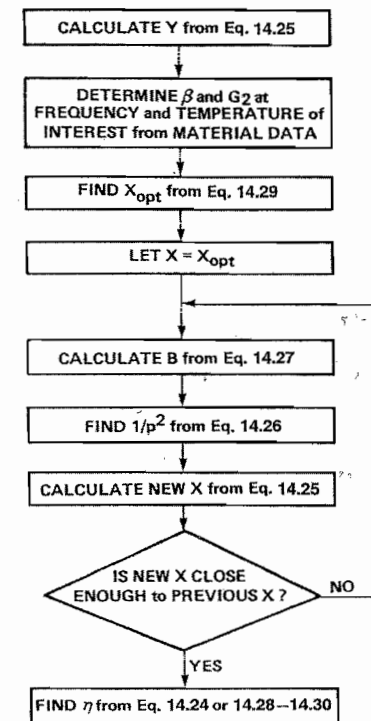 CALCULATE Y from Eq. 14.25
DETERMINE β and G2 at
FREQUENCY and TEMPERATURE of
INTEREST from MATERIAL DATA
FIND Xopt from Eq. 14.29
LET X = Xopt
CALCULATE B from Eq. 14.27
FIND 1/p² from Eq. 14.26
CALCULATE NEW X from Eq. 14.25
IS NEW X CLOSE
ENOUGH to PREVIOUS X ?
NO
YES
FIND η from Eq. 14.24 or 14.28—14.30